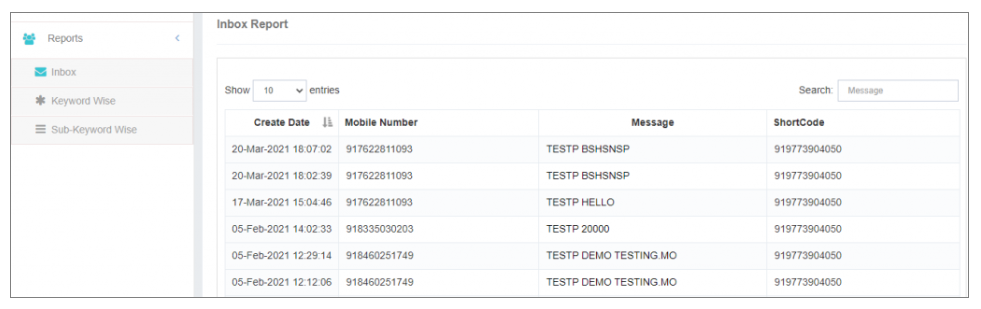 Inbox Report
Reports
Inbox
Keyword Wise
Sub-Keyword Wise
Show 10 entries Search: Message
Create Date Mobile Number Message ShortCode
20-Mar-2021 18:07:02 917622811093 TESTP BSHSNSP 919773904050
20-Mar-2021 18:02:39 917622811093 TESTP BSHSNSP 919773904050
17-Mar-2021 15:04:46 917622811093 TESTP HELLO 919773904050
05-Feb-2021 14:02:33 918335030203 TESTP 20000 919773904050
05-Feb-2021 12:29:14 918460251749 TESTP DEMO TESTING.MO 919773904050
05-Feb-2021 12:12:06 918460251749 TESTP DEMO TESTING.MO 919773904050